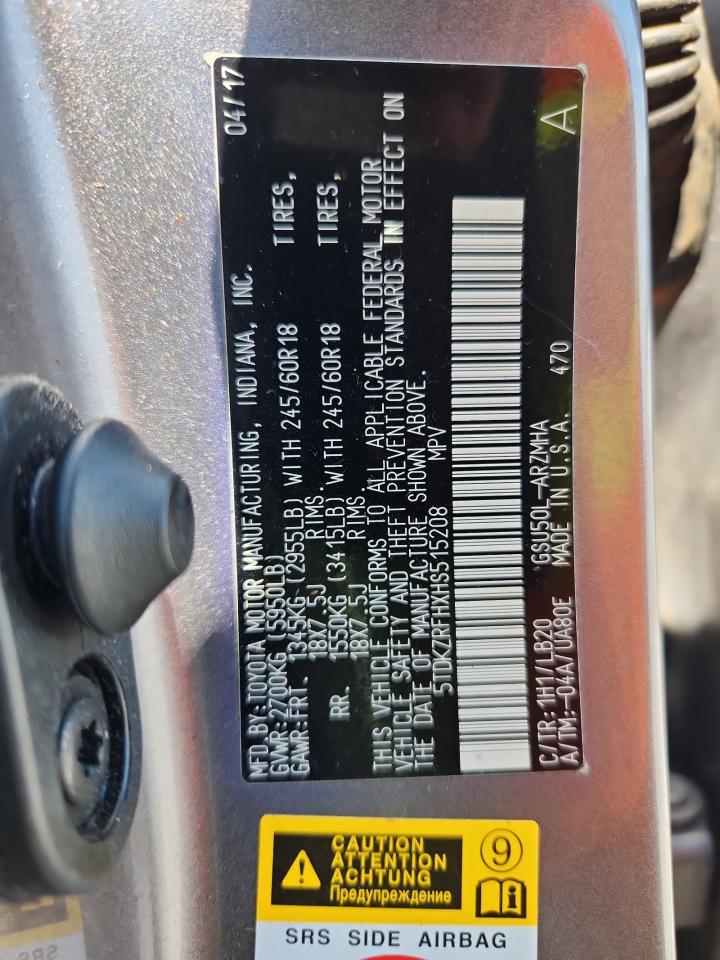 MFD. BY: TOYOTA MOTOR MANUFACTURING, INDIANA, INC. 04/17
GVWR: 2700KG (5950LB)
GAWR: FRT. 1345KG (2955LB) WITH 245/60R18 TIRES,
18X7.5J RIMS.
RR. 1550KG (3415LB) WITH 245/60R18 TIRES,
18X7.5J RIMS.
THIS VEHICLE CONFORMS TO ALL APPLICABLE FEDERAL MOTOR
VEHICLE SAFETY AND THEFT PREVENTION STANDARDS IN EFFECT ON
THE DATE OF MANUFACTURE SHOWN ABOVE.
5TDKZRFHXHS515208 MPV
A
C/TR: 1H1/LB20 GSU50L-ARZMHA
A/TM: -04A/UA80E MADE IN U.S.A. 470
CAUTION
ATTENTION
ACHTUNG
Предупреждение
9
i
SRS SIDE AIRBAG
SRS